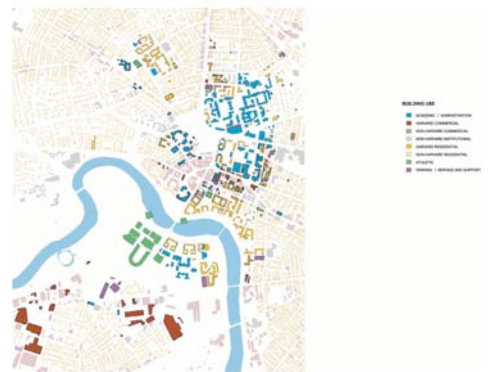 BUILDING USE
ACADEMIC / ADMINISTRATION
HARVARD COMMERCIAL
NON-HARVARD COMMERCIAL
NON-HARVARD INSTITUTIONAL
HARVARD RESIDENTIAL
NON-HARVARD RESIDENTIAL
ATHLETIC
PARKING / SERVICE AND SUPPORT